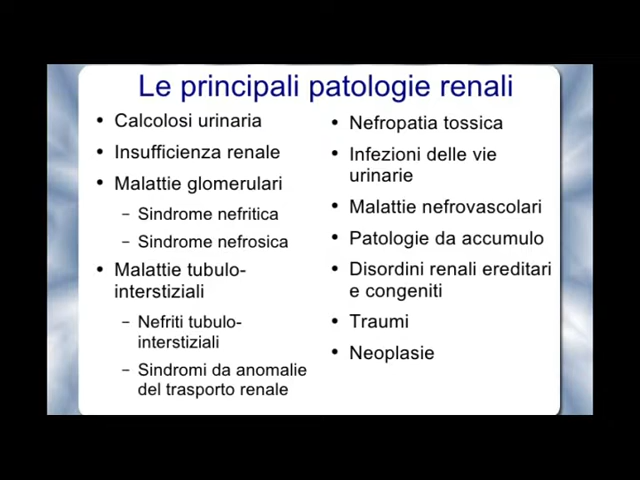 Le principali patologie renali
• Calcolosi urinaria
• Insufficienza renale
• Malattie glomerulari
– Sindrome nefritica
– Sindrome nefrosica
• Malattie tubulo-
interstiziali
– Nefriti tubulo-
interstiziali
– Sindromi da anomalie
del trasporto renale
• Nefropatia tossica
• Infezioni delle vie
urinarie
• Malattie nefrovascolari
• Patologie da accumulo
• Disordini renali ereditari
e congeniti
• Traumi
• Neoplasie